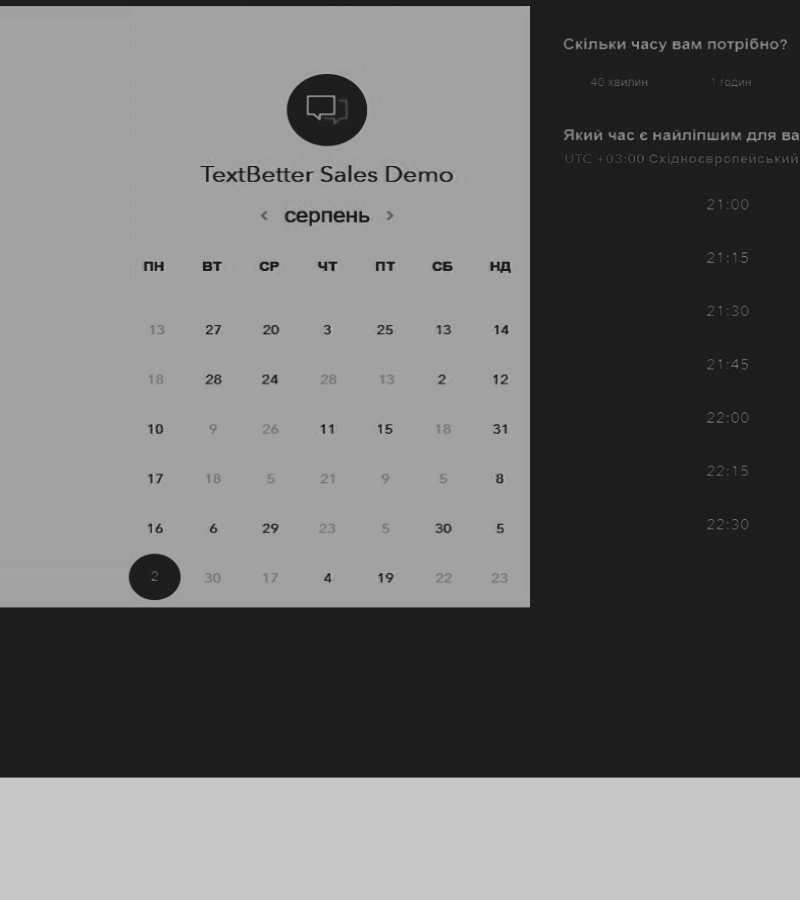 TextBetter Sales Demo
‹ серпень ›
ПН ВТ СР ЧТ ПТ СБ НД
13 27 20 3 25 13 14
18 28 24 28 13 2 12
10 9 26 11 15 18 31
17 18 5 21 9 5 8
16 6 29 23 5 30 5
2 30 17 4 19 22 23
Скільки часу вам потрібно?
40 хвилин 1 годин
Який час є найліпшим для ва
UTC +03:00 Східноєвропейський
21:00
21:15
21:30
21:45
22:00
22:15
22:30